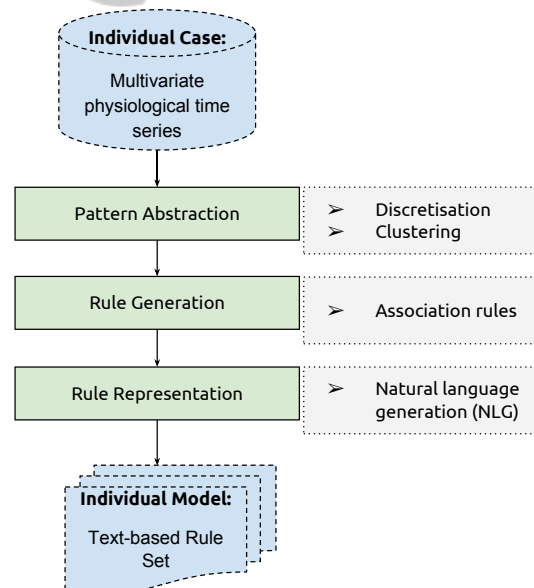 Individual Case:
Multivariate
physiological time
series
Pattern Abstraction
➢ Discretisation
➢ Clustering
Rule Generation
➢ Association rules
Rule Representation
➢ Natural language
generation (NLG)
Individual Model:
Text-based Rule
Set